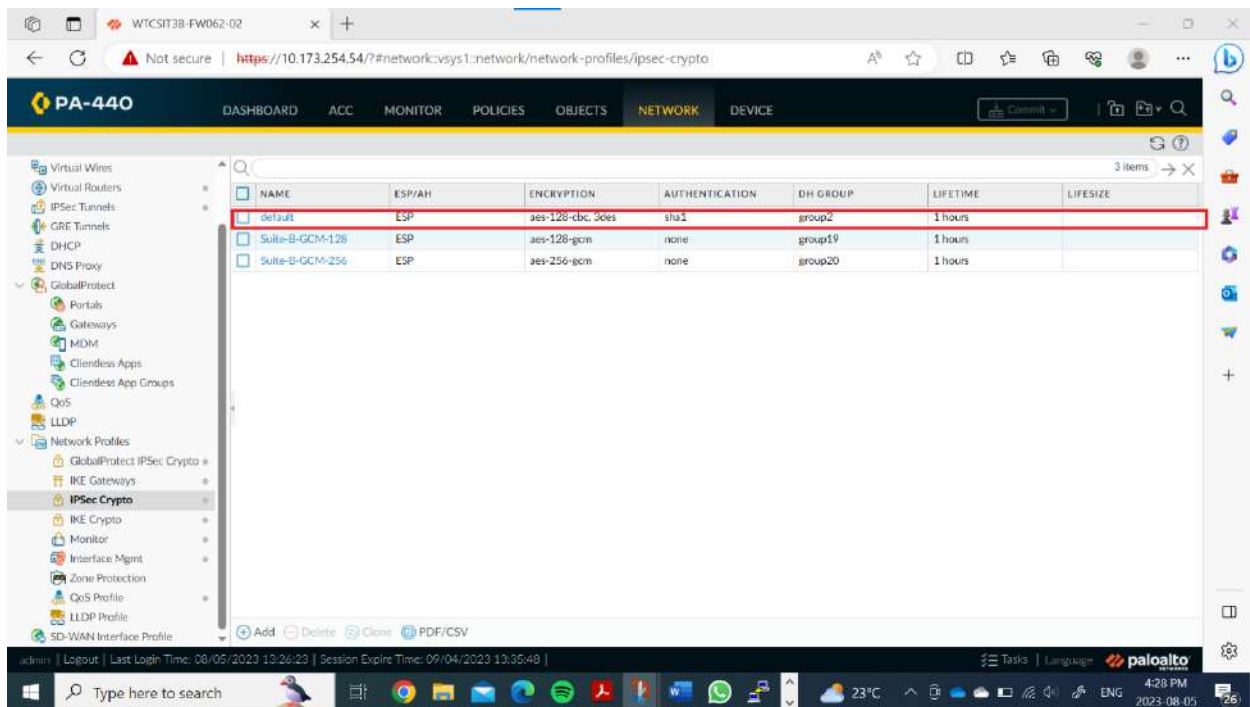 WTCSIT3B-FW062-02
Not secure https://10.173.254.54/?#network::vsys1::network/network-profiles/ipsec-crypto
PA-440 DASHBOARD ACC MONITOR POLICIES OBJECTS NETWORK DEVICE Commit
Virtual Wires
Virtual Routers
IPSec Tunnels
GRE Tunnels
DHCP
DNS Proxy
GlobalProtect
Portals
Gateways
MDM
Clientless Apps
Clientless App Groups
QoS
LLDP
Network Profiles
GlobalProtect IPSec Crypto
IKE Gateways
IPSec Crypto
IKE Crypto
Monitor
Interface Mgmt
Zone Protection
QoS Profile
LLDP Profile
SD-WAN Interface Profile
3 items
NAME ESP/AH ENCRYPTION AUTHENTICATION DH GROUP LIFETIME LIFESIZE
default ESP aes-128-cbc, 3des sha1 group2 1 hours
Suite-B-GCM-128 ESP aes-128-gcm none group19 1 hours
Suite-B-GCM-256 ESP aes-256-gcm none group20 1 hours
Add Delete Clone PDF/CSV
admin | Logout | Last Login Time: 08/05/2023 13:26:23 | Session Expire Time: 09/04/2023 13:35:48 | Tasks | Language paloalto NETWORKS
Type here to search 23°C ENG 4:28 PM
2023-08-05 26